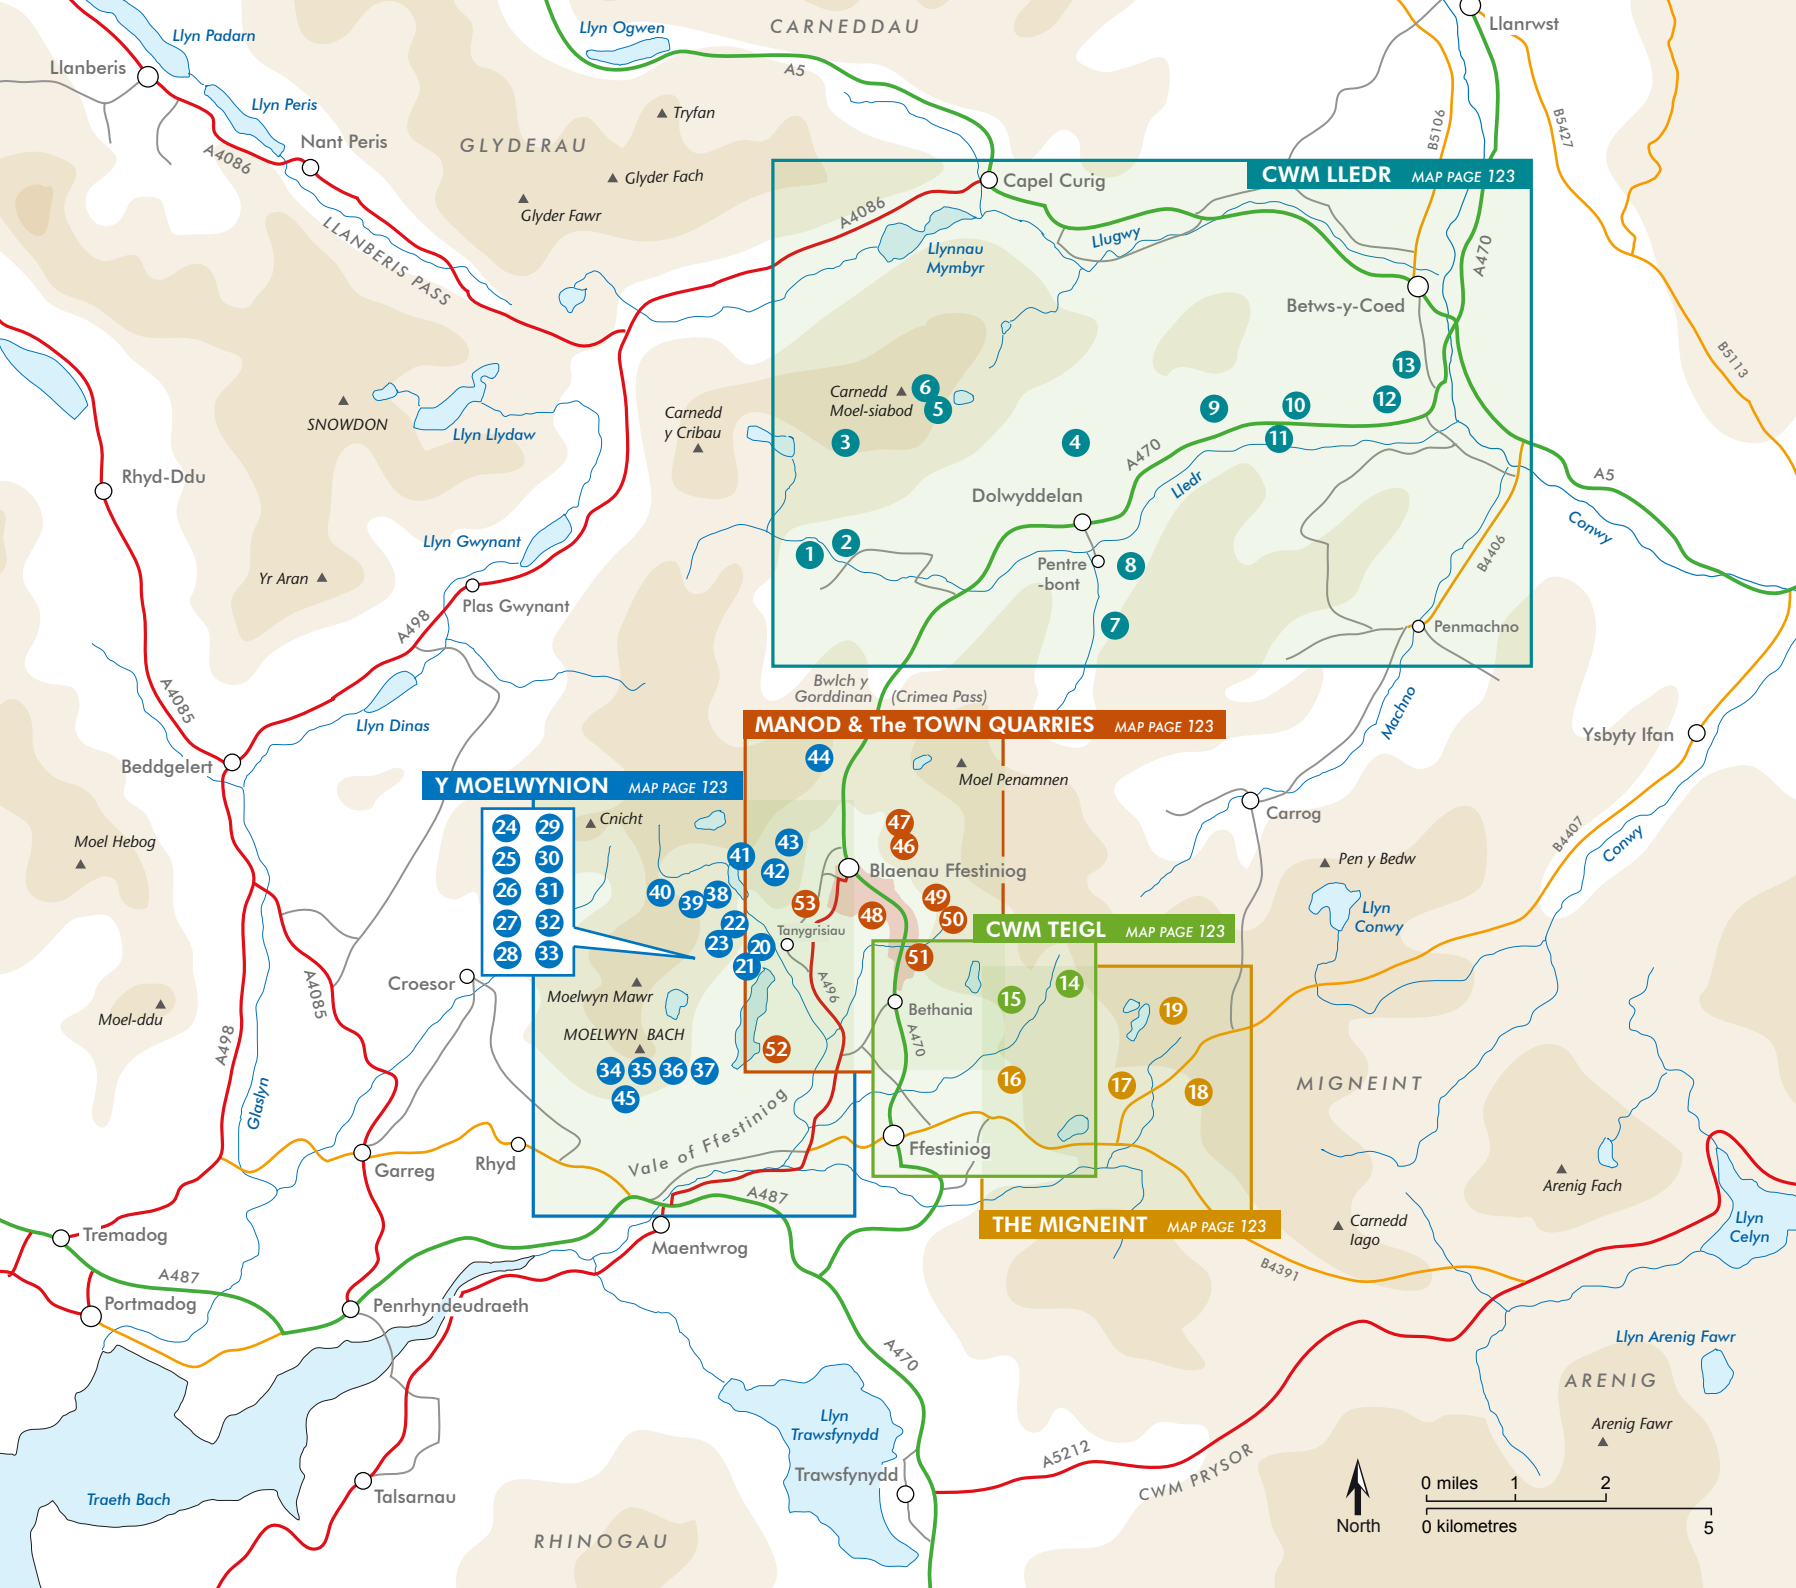 Llyn Padarn
Llyn Ogwen
CARNEDDAU
Llanrwst
Llanberis
A5
Llyn Peris
Tryfan
Nant Peris
GLYDERAU
B5106
B5427
A4086
Glyder Fach
Glyder Fawr
CWM LLEDR MAP PAGE 123
Capel Curig
A4086
LLANBERIS PASS
Llugwy
Llynnau
Mymbyr
A470
Betws-y-Coed
B5113
SNOWDON
Llyn Llydaw
Carnedd
y Cribau
Carnedd
Moel-siabod
6
5
13
12
9
10
11
3
4
A470
Rhyd-Ddu
Lledr
A5
Dolwyddelan
Conwy
Llyn Gwynant
1
2
Pentre
-bont
8
B4406
Yr Aran
Plas Gwynant
7
Penmachno
A498
A4085
Bwlch y
Gorddinan
(Crimea Pass)
Llyn Dinas
Machno
MANOD & The TOWN QUARRIES MAP PAGE 123
Ysbyty Ifan
Beddgelert
44
Moel Penamnen
Y MOELWYNION MAP PAGE 123
Carrog
24
29
25
30
26
31
27
32
28
33
Cnicht
47
46
43
41
42
Moel Hebog
Blaenau Ffestiniog
B4407
Conwy
Pen y Bedw
40
39
38
53
48
49
50
Llyn
Conwy
22
23
20
21
Tanygrisiau
CWM TEIGL MAP PAGE 123
51
Croesor
A4085
Moelwyn Mawr
A496
14
15
Bethania
19
Moel-ddu
A498
MOELWYN BACH
A470
52
34
35
36
37
45
16
17
18
MIGNEINT
Glaslyn
Vale of Ffestiniog
Ffestiniog
Garreg
Rhyd
Arenig Fach
A487
THE MIGNEINT MAP PAGE 123
Carnedd
Iago
Llyn
Celyn
Tremadog
Maentwrog
B4391
A487
Portmadog
Penrhyndeudraeth
Llyn Arenig Fawr
A470
ARENIG
Llyn
Trawsfynydd
Arenig Fawr
Trawsfynydd
A5212
CWM PRYSOR
Traeth Bach
Talsarnau
0 miles 1 2
North
0 kilometres 5
RHINOGAU